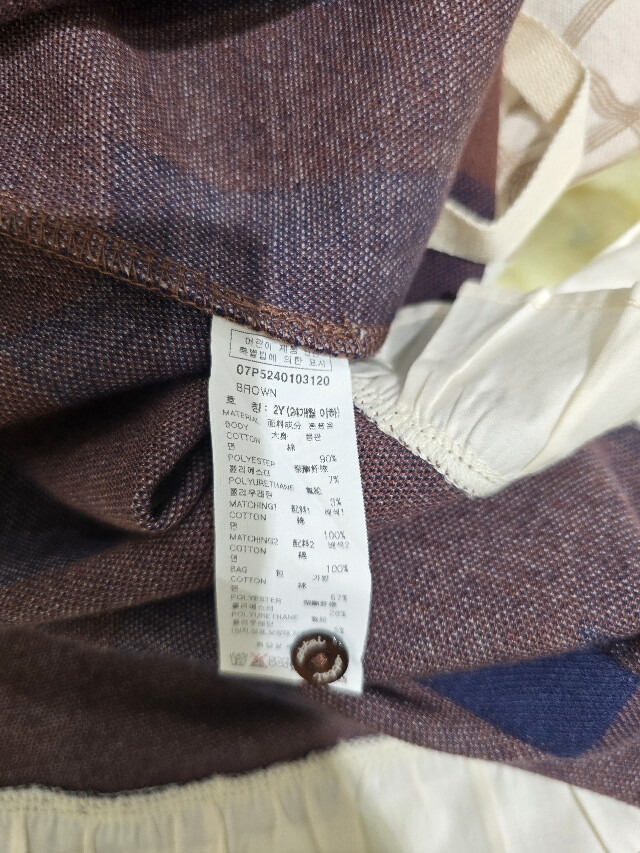 어린이 제품
특별법에 의한 표시
07P5240103120
BROWN
호 칭: 2Y (24개월 이하)
MATERIAL 面料成分 혼용율
BODY 大身 몸판
COTTON 綿 90%
면
POLYESTER 聚酯纤维 7%
폴리에스터
POLYURETHANE 氨纶 3%
폴리우레탄
MATCHING1 配料1 배색1
COTTON 綿 100%
면
MATCHING2 配料2 배색2
COTTON 綿 100%
면
BAG 包 가방
COTTON 綿 67%
면
POLYESTER 聚酯纤维 28%
폴리에스터
POLYURETHANE 氨纶 5%
폴리우레탄